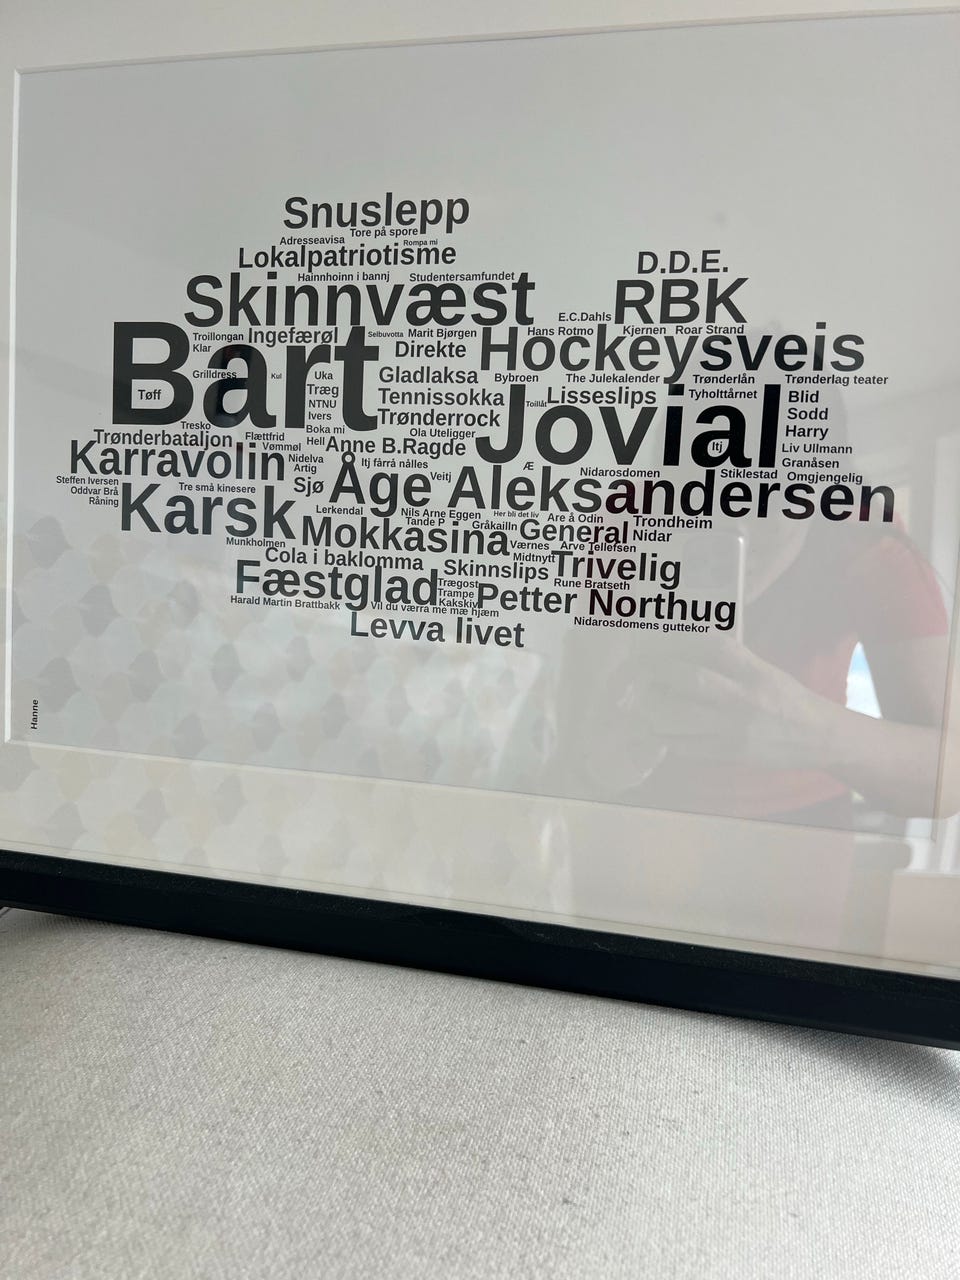 Snuslepp
Tore på spore
Adresseavisa
Rompa mi
Lokalpatriotisme
D.D.E.
Hainnhoinn i bannj
Studentersamfundet
Skinnvæst
RBK
E.C.Dahls
Hans Rotmo
Kjernen
Roar Strand
Bart
Troillongan
Ingefærøl
Selbuvotta
Marit Bjørgen
Hockeysveis
Klar
Direkte
Grilldress
Kul
Uka
Gladlaksa
Bybroen
The Julekalender
Trønderlån
Trønderlag teater
Tøff
Træg
Tennissokka
Toillåt
Lisseslips
Tyholttårnet
Blid
NTNU
Jovial
Ivers
Trønderrock
Sodd
Tresko
Boka mi
Ola Uteligger
Harry
Trønderbataljon
Flættfrid
Vømmøl
Hell
Anne B.Ragde
Itj
Liv Ullmann
Karravolin
Nidelva
Artig
Itj fårrå nålles
Æ
Nidarosdomen
Stiklestad
Granåsen
Omgjengelig
Steffen Iversen
Oddvar Brå
Råning
Tre små kinesere
Sjø
Åge Aleksandersen
Veitj
Karsk
Lerkendal
Nils Arne Eggen
Her bli det liv
Are å Odin
Trondheim
Mokkasina
Tande P
Gråkailln
General
Nidar
Munkholmen
Værnes
Arve Tellefsen
Cola i baklomma
Skinnslips
Midtnytt
Trivelig
Fæstglad
Trægost
Rune Bratseth
Trampe
Kakskiv
Petter Northug
Harald Martin Brattbakk
Vil du værra me mæ hjæm
Nidarosdomens guttekor
Levva livet
Hanne